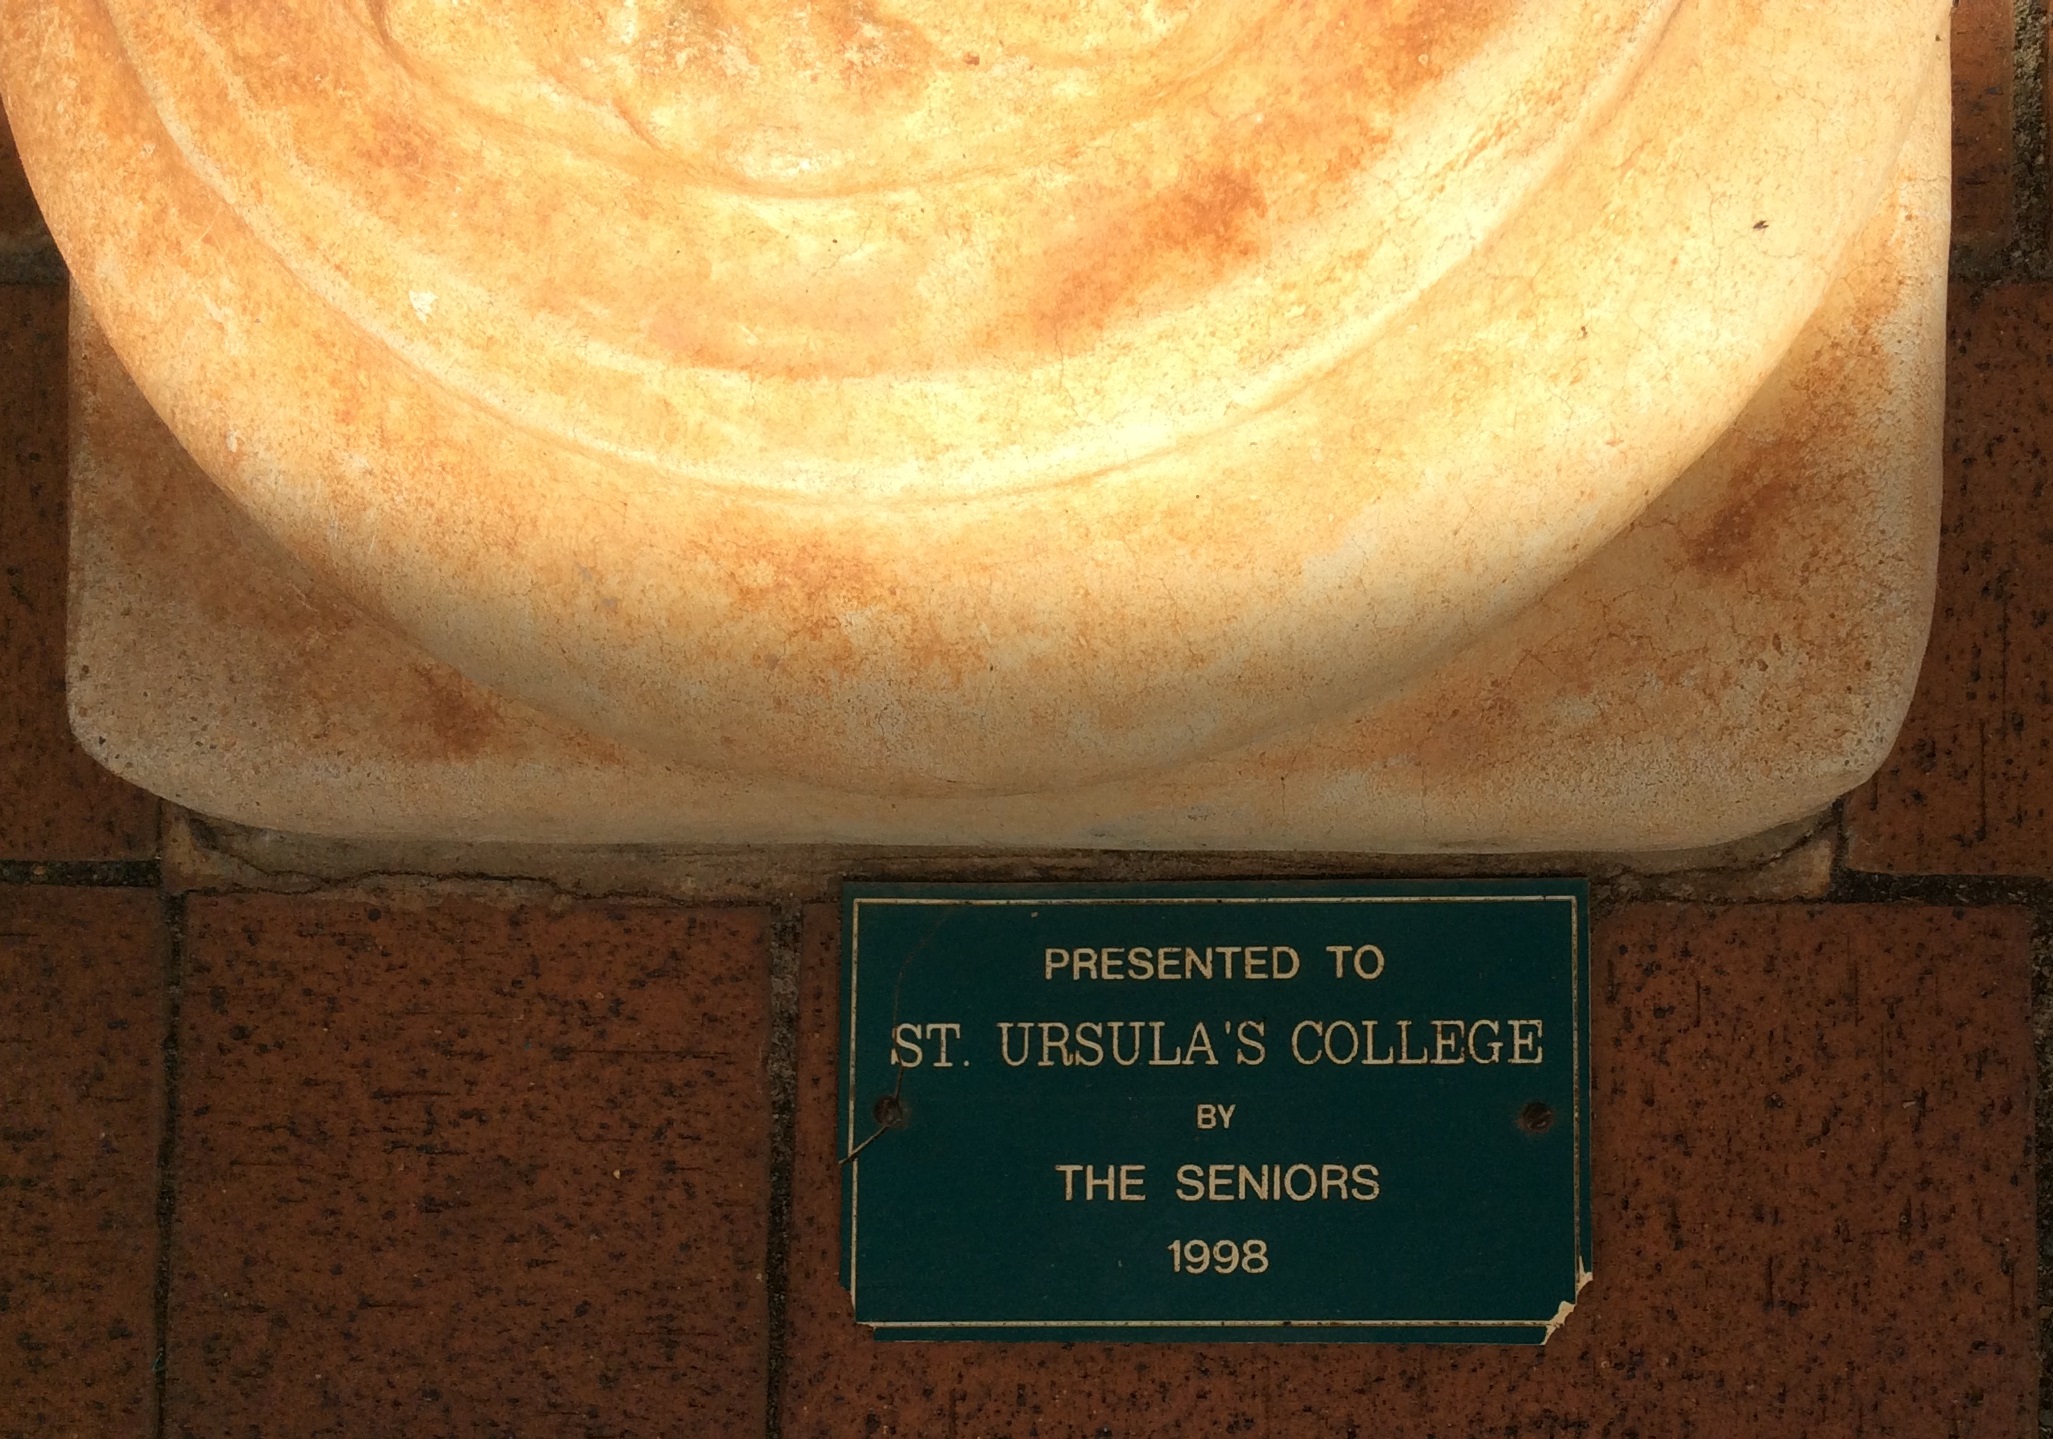 PRESENTED TO
ST. URSULA'S COLLEGE
BY
THE SENIORS
1998